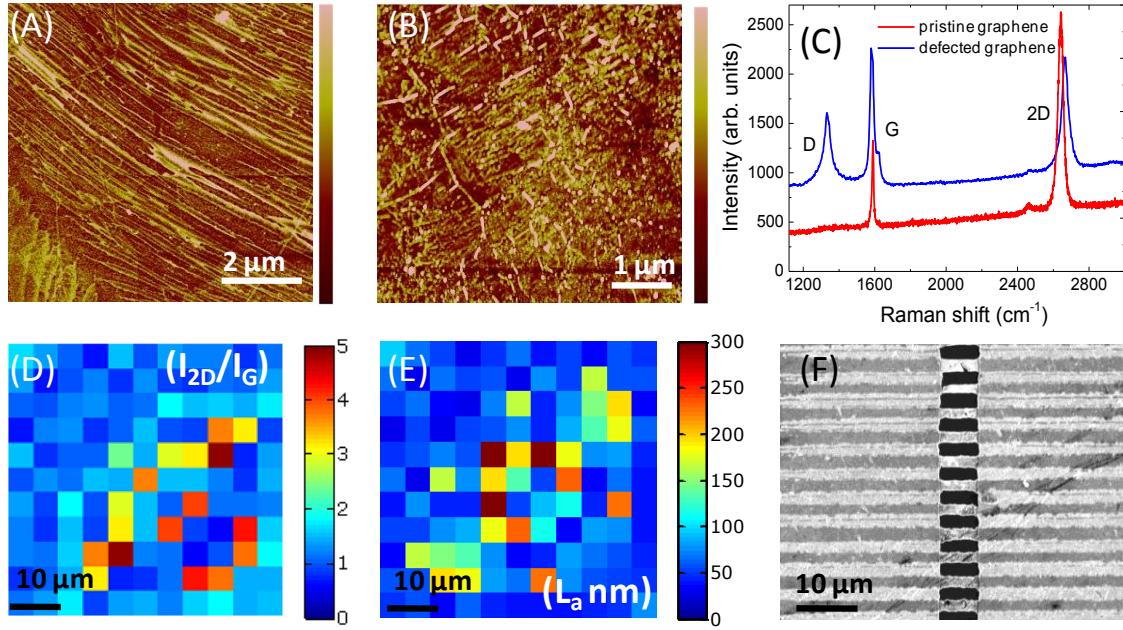 (A)
2 µm
(B)
1 µm
(C)
pristine graphene
defected graphene
D
G
2D
Intensity (arb. units)
2500
2000
1500
1000
500
0
1200
1600
2000
2400
2800
Raman shift (cm⁻¹)
(D)
(I₂D/I_G)
10 µm
5
4
3
2
1
0
(E)
10 µm
(Lₐ nm)
300
250
200
150
100
50
0
(F)
10 µm